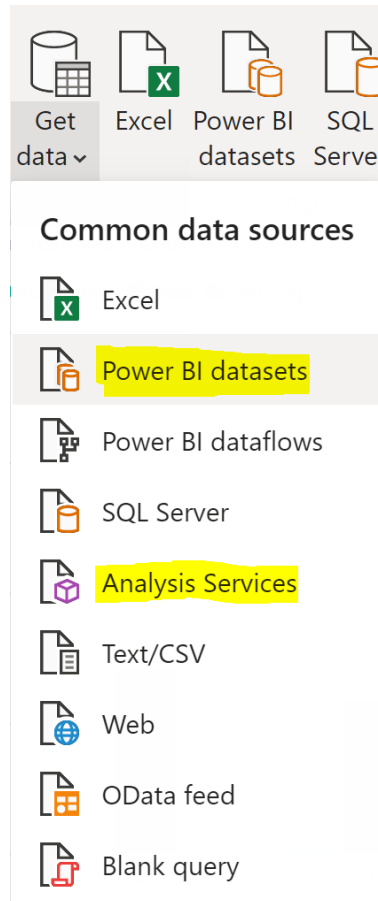 Get data
Excel
Power BI datasets
SQL Serve
Common data sources
Excel
Power BI datasets
Power BI dataflows
SQL Server
Analysis Services
Text/CSV
Web
OData feed
Blank query